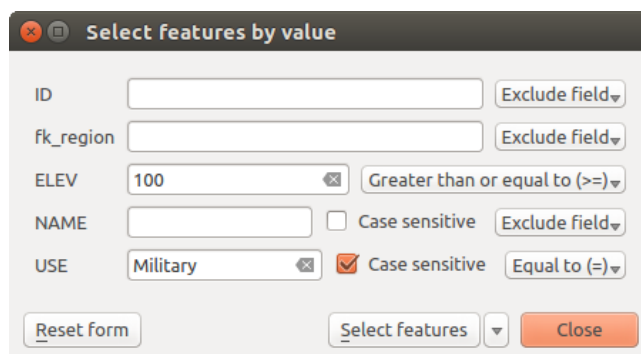 Select features by value
ID Exclude field
fk_region Exclude field
ELEV 100 Greater than or equal to (>=)
NAME Case sensitive Exclude field
USE Military Case sensitive Equal to (=)
Reset form Select features Close